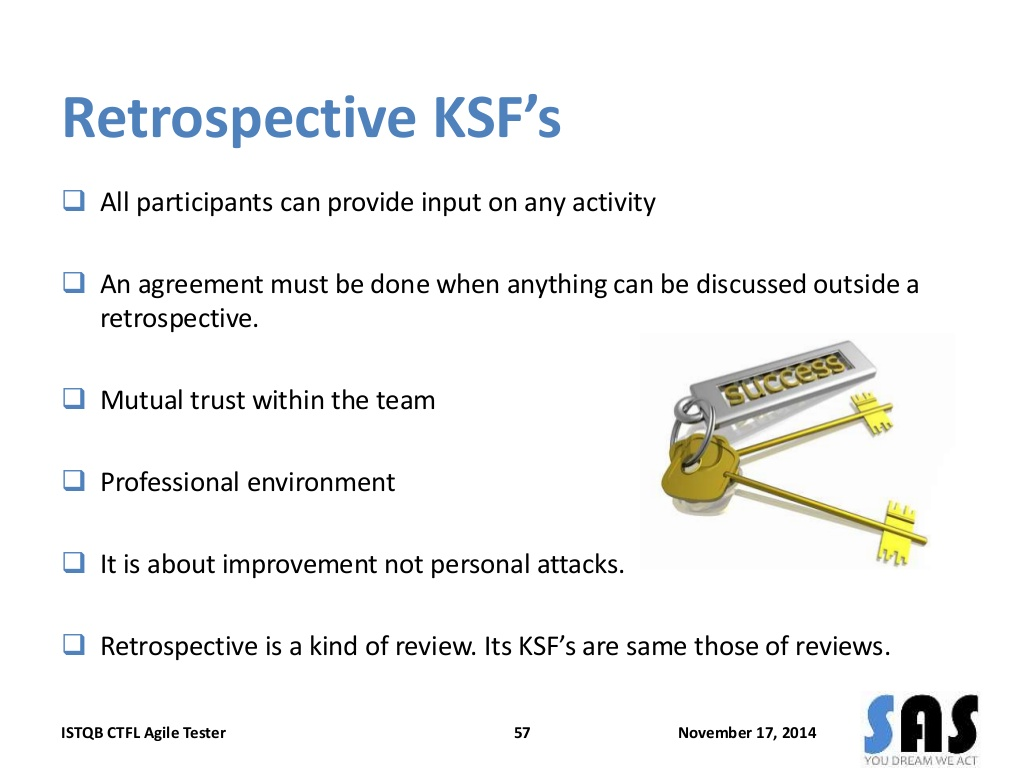 Retrospective KSF’s
❑ All participants can provide input on any activity
❑ An agreement must be done when anything can be discussed outside a
retrospective.
success
❑ Mutual trust within the team
❑ Professional environment
❑ It is about improvement not personal attacks.
❑ Retrospective is a kind of review. Its KSF’s are same those of reviews.
ISTQB CTFL Agile Tester
57
November 17, 2014
SAS
YOU DREAM WE ACT